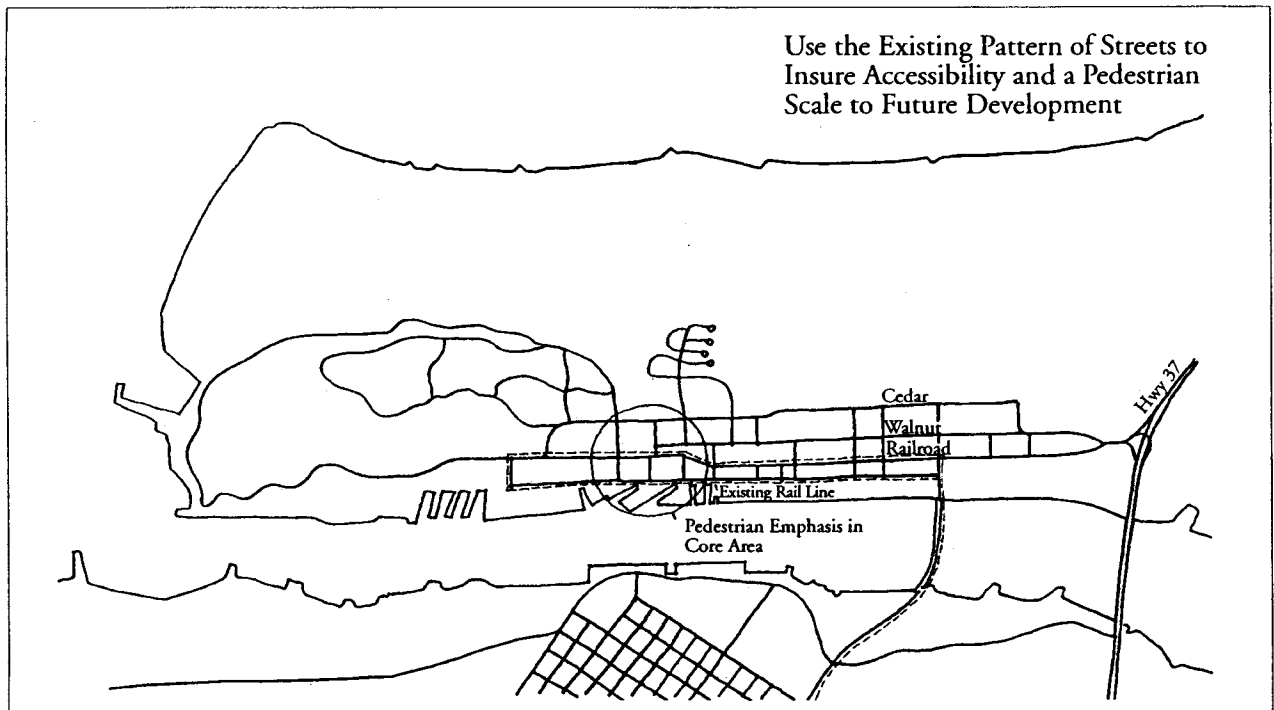 Use the Existing Pattern of Streets to
Insure Accessibility and a Pedestrian
Scale to Future Development
Hwy 37
Cedar
Walnut
Railroad
Existing Rail Line
Pedestrian Emphasis in
Core Area